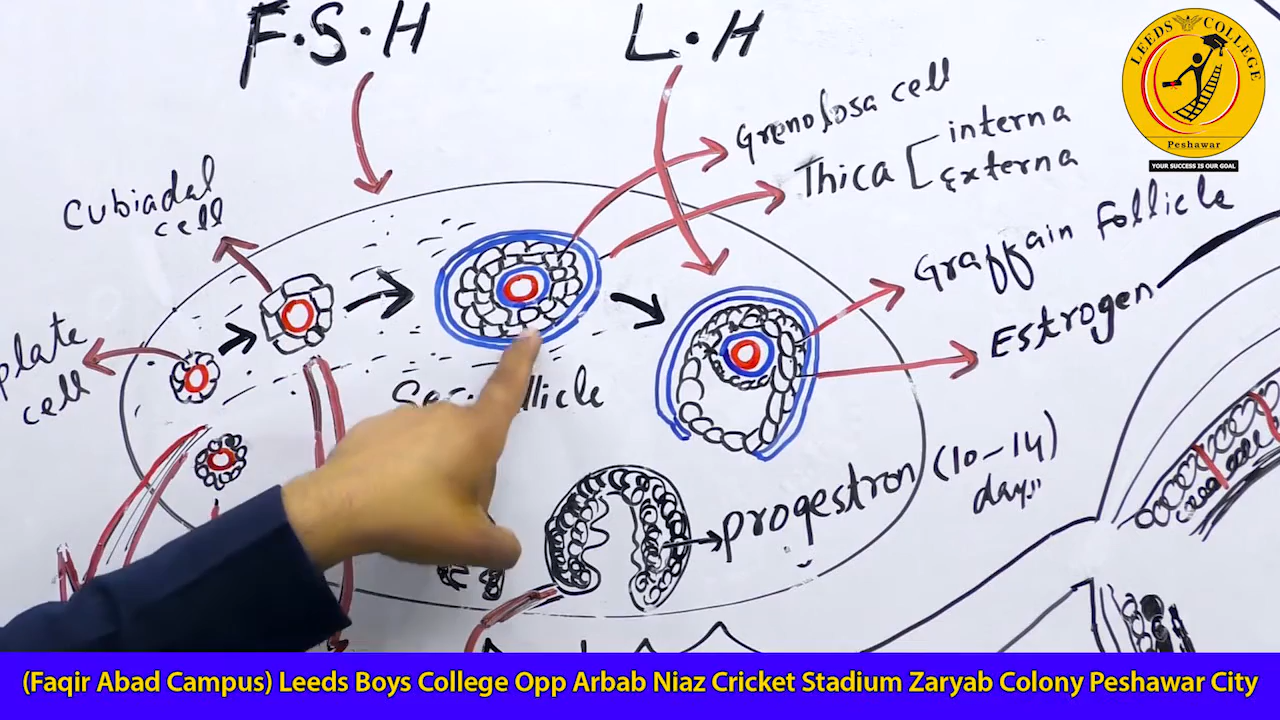 F.S.H
L.H
Grenolosa cell
Thica [ interna
Externa
Cubiadal
cell
Graffain Follicle
Estrogen
plate
cell
progestron (10-14)
days
LEEDS COLLEGE
Peshawar
YOUR SUCCESS IS OUR GOAL
(Faqir Abad Campus) Leeds Boys College Opp Arbab Niaz Cricket Stadium Zaryab Colony Peshawar City